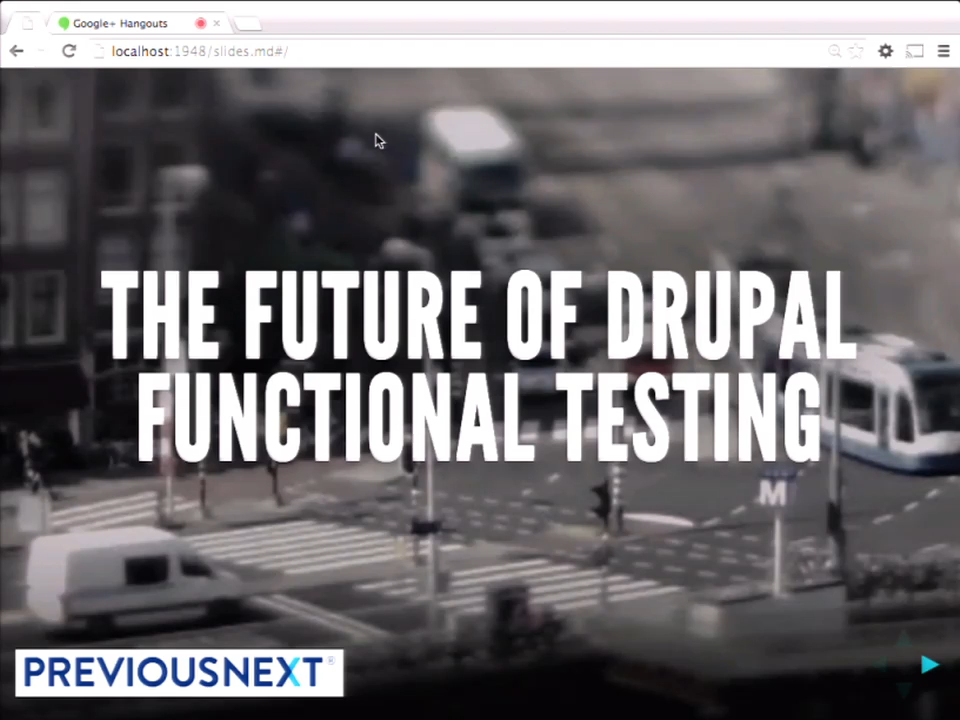 Google+ Hangouts
localhost:1948/slides.md#/
THE FUTURE OF DRUPAL
FUNCTIONAL TESTING
M
PREVIOUSNEXT®